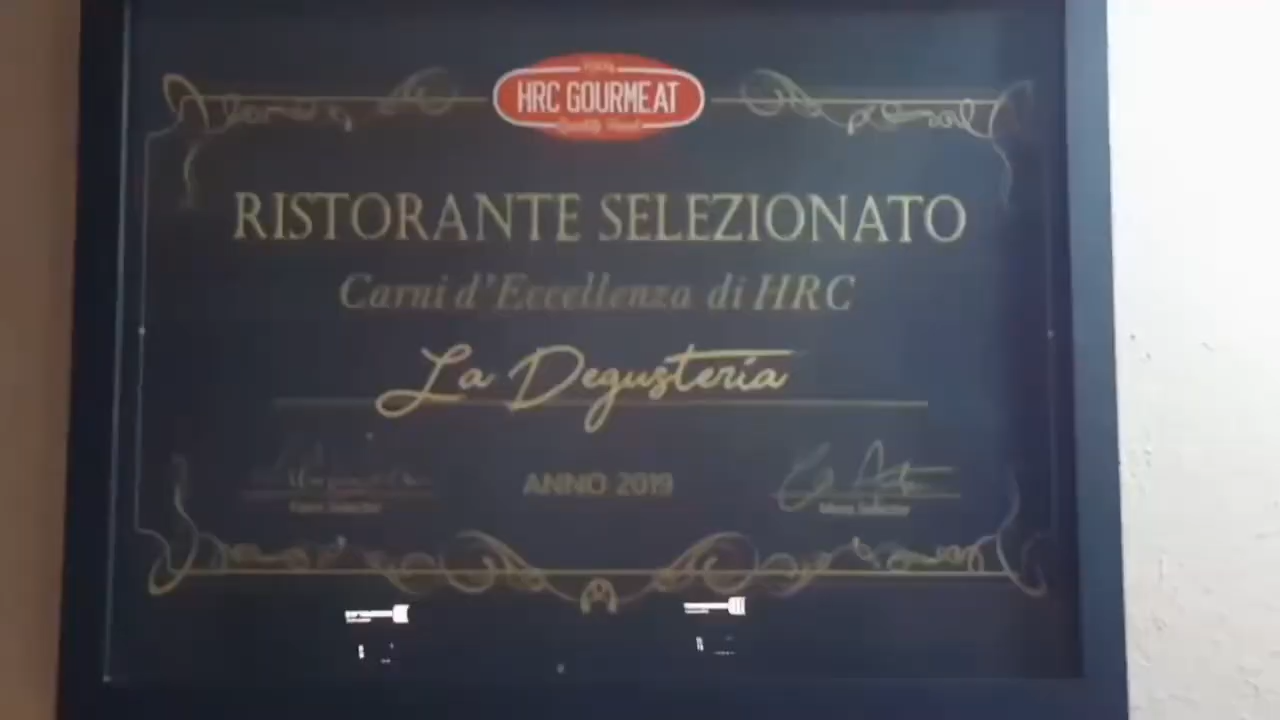 HRC GOURMEAT
RISTORANTE SELEZIONATO
Carni d'Eccellenza di HRC
La Degusteria
ANNO 2019